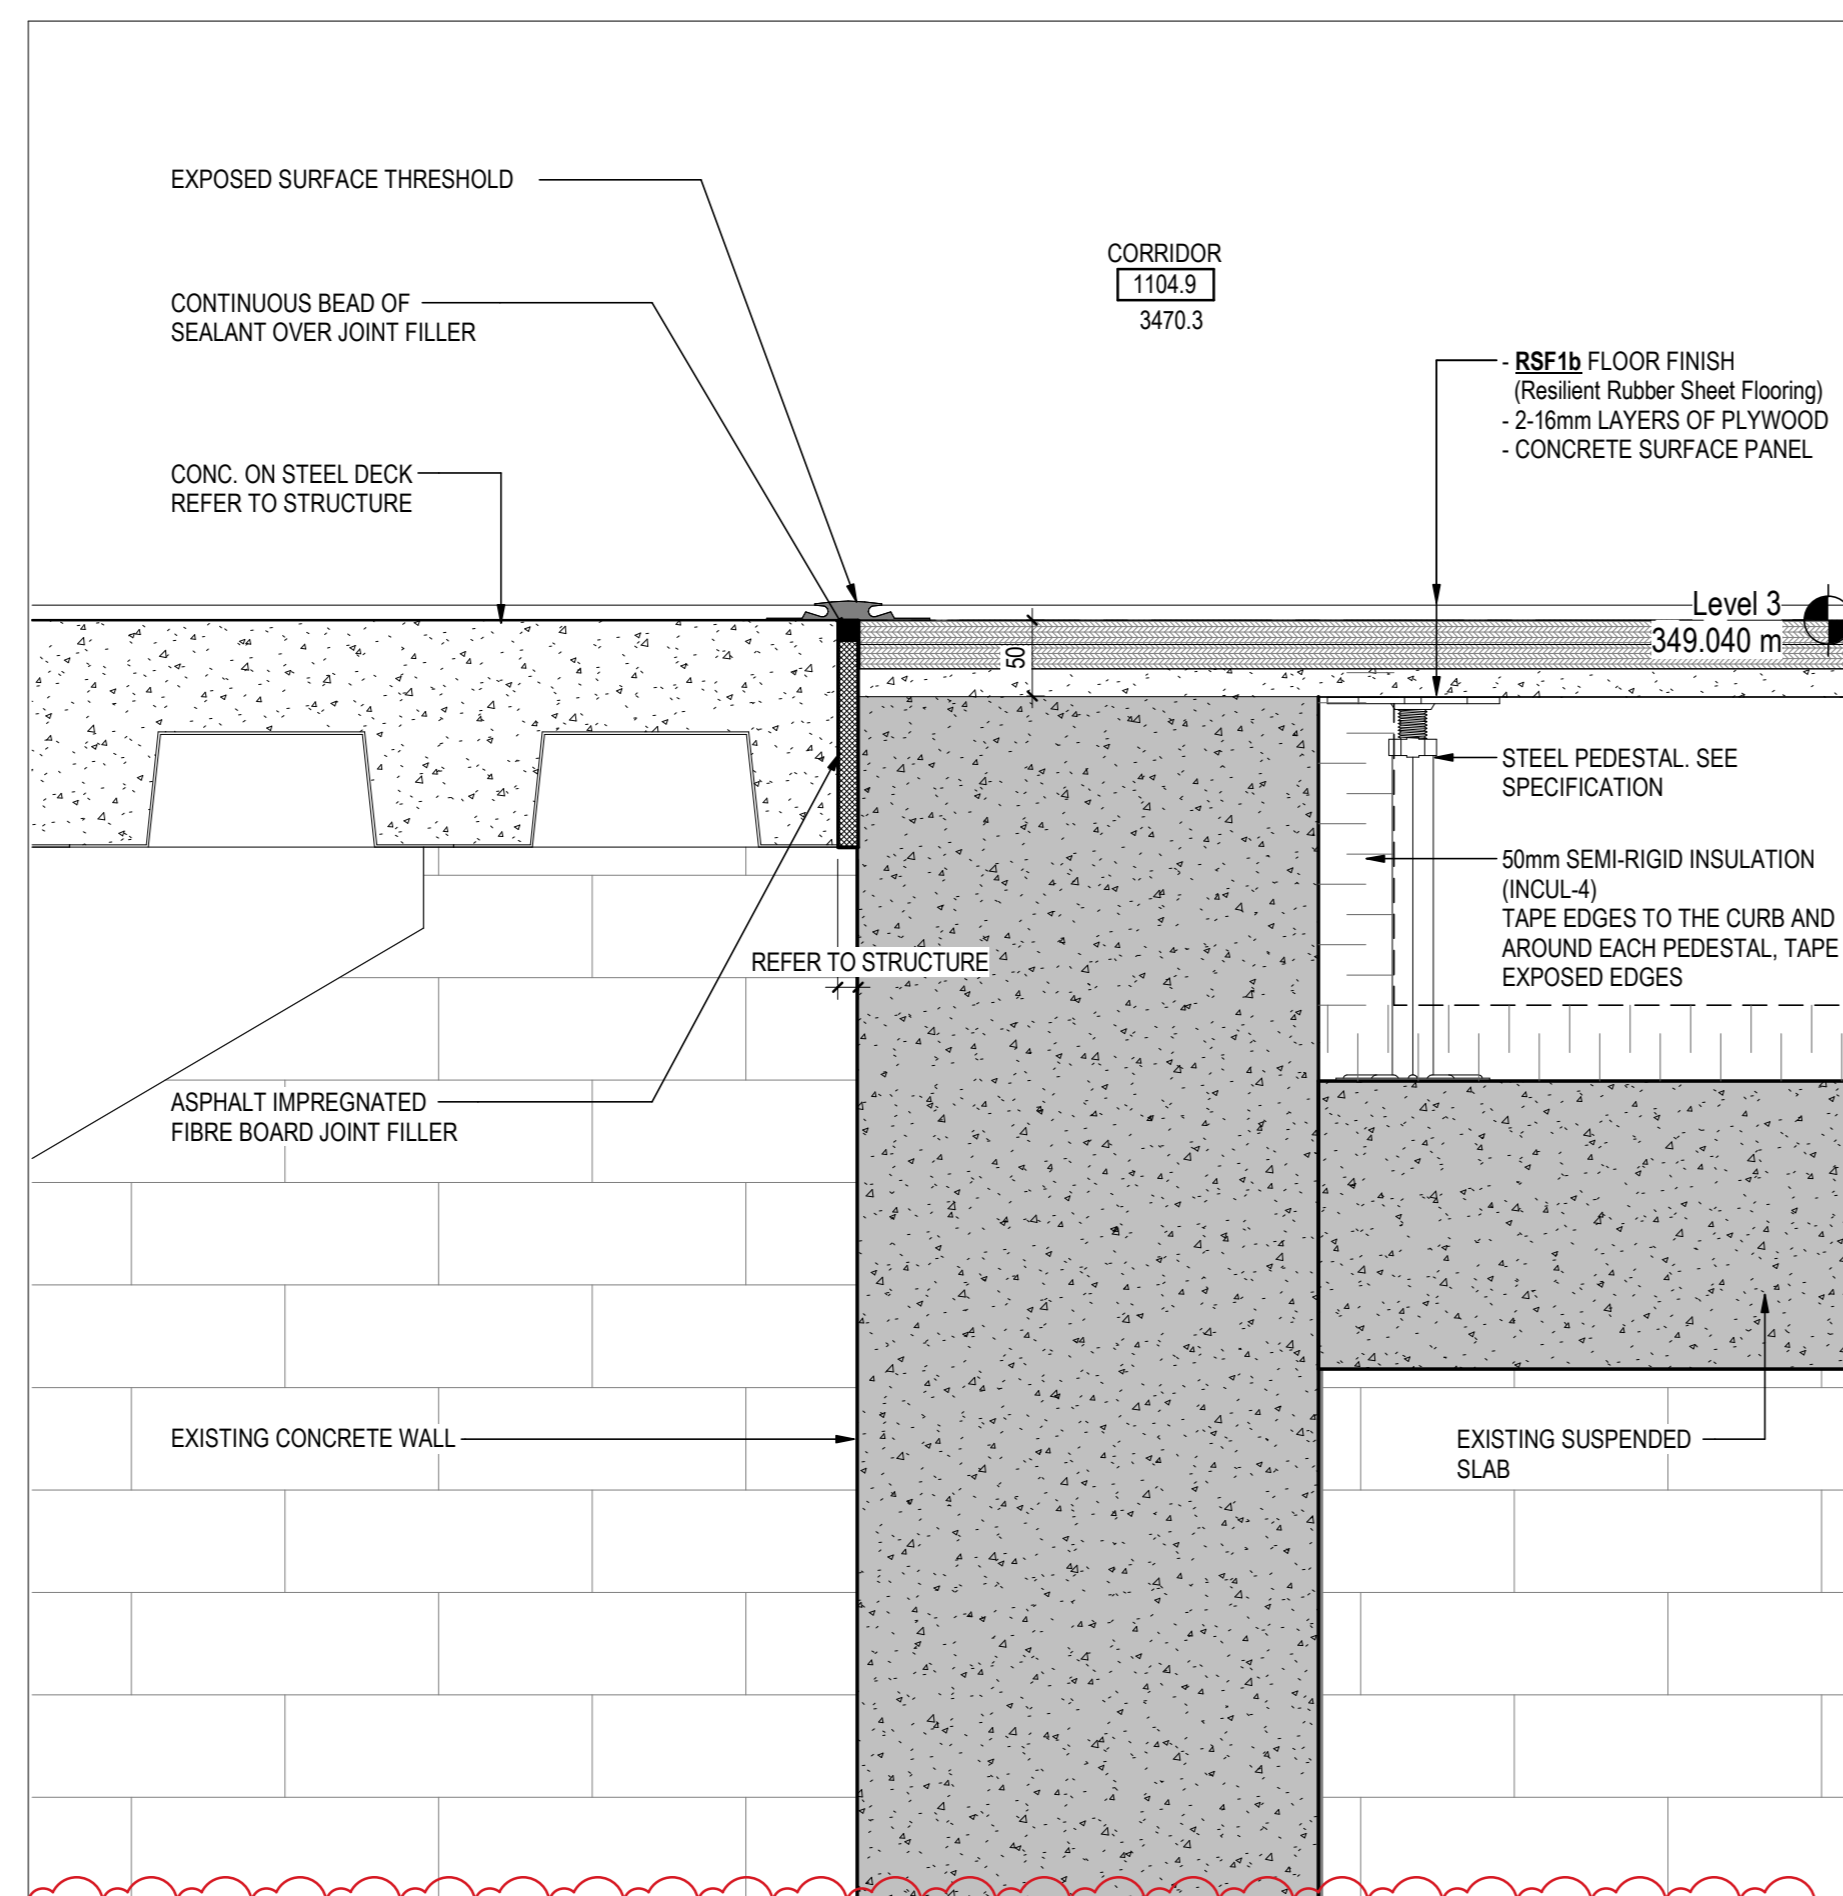 EXPOSED SURFACE THRESHOLD
CONTINUOUS BEAD OF
SEALANT OVER JOINT FILLER
CONC. ON STEEL DECK
REFER TO STRUCTURE
CORRIDOR
1104.9
3470.3
- RSF1b FLOOR FINISH
(Resilient Rubber Sheet Flooring)
- 2-16mm LAYERS OF PLYWOOD
- CONCRETE SURFACE PANEL
Level 3
349.040 m
50
STEEL PEDESTAL. SEE
SPECIFICATION
50mm SEMI-RIGID INSULATION
(INCUL-4)
TAPE EDGES TO THE CURB AND
AROUND EACH PEDESTAL, TAPE
EXPOSED EDGES
REFER TO STRUCTURE
ASPHALT IMPREGNATED
FIBRE BOARD JOINT FILLER
EXISTING CONCRETE WALL
EXISTING SUSPENDED
SLAB